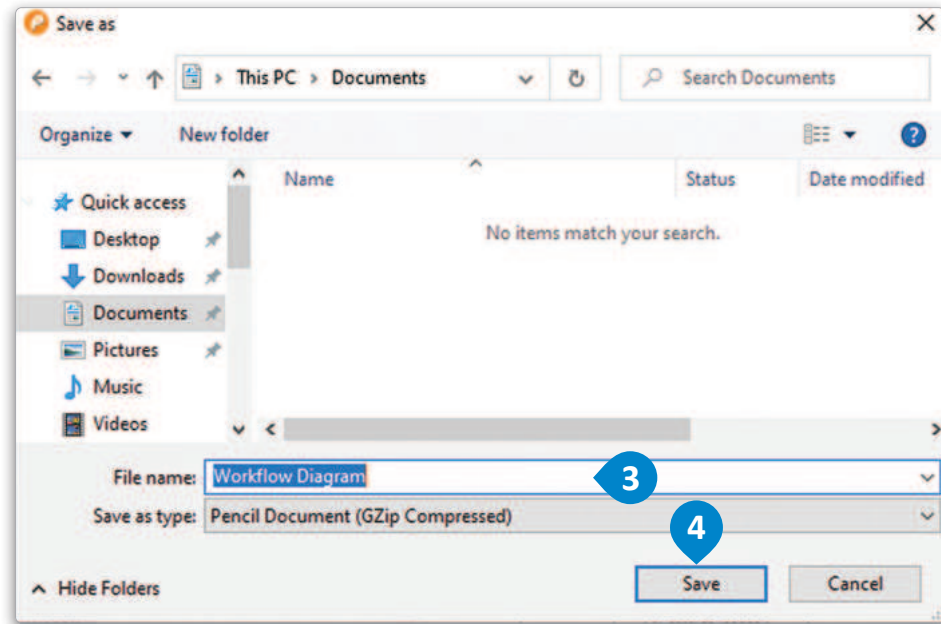 Save as
This PC > Documents
Search Documents
Organize
New folder
Name
Status
Date modified
Quick access
Desktop
Downloads
Documents
Pictures
Music
Videos
No items match your search.
File name: Workflow Diagram
3
Save as type: Pencil Document (GZip Compressed)
4
Hide Folders
Save
Cancel